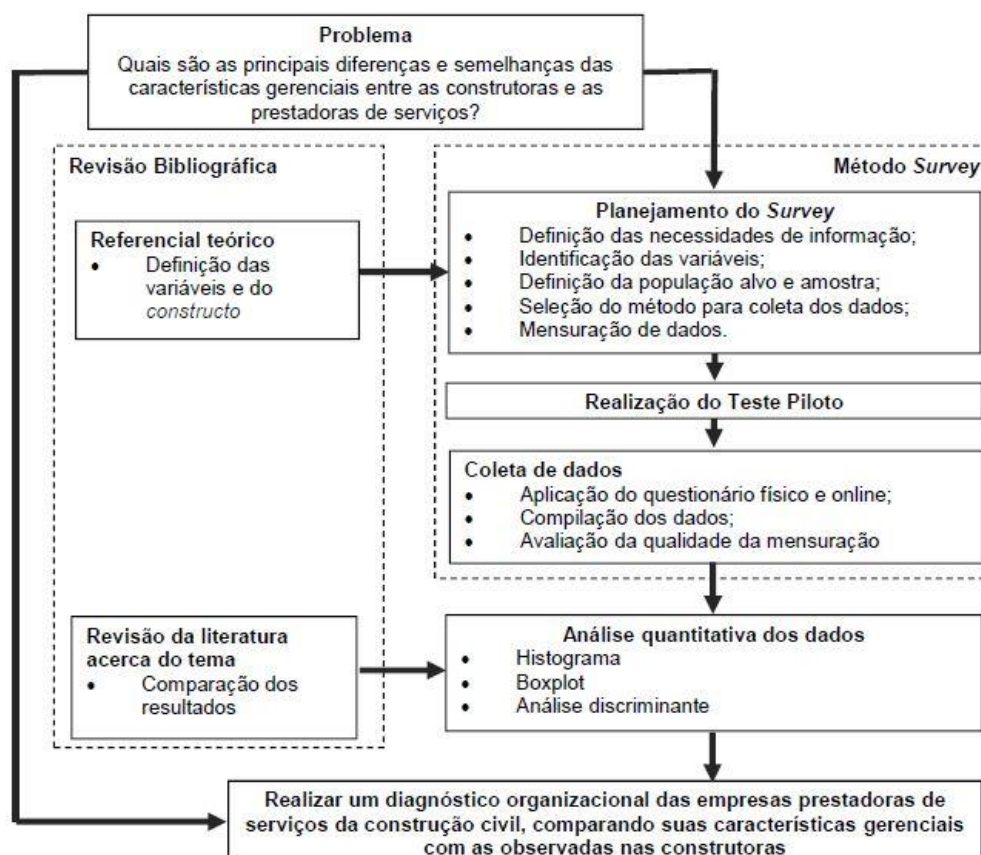 Problema
Quais são as principais diferenças e semelhanças das
características gerenciais entre as construtoras e as
prestadoras de serviços?
Revisão Bibliográfica
Método Survey
Referencial teórico
• Definição das
variáveis e do
constructo
Planejamento do Survey
• Definição das necessidades de informação;
• Identificação das variáveis;
• Definição da população alvo e amostra;
• Seleção do método para coleta dos dados;
• Mensuração de dados.
Realização do Teste Piloto
Coleta de dados
• Aplicação do questionário físico e online;
• Compilação dos dados;
• Avaliação da qualidade da mensuração
Revisão da literatura
acerca do tema
• Comparação dos
resultados
Análise quantitativa dos dados
• Histograma
• Boxplot
• Análise discriminante
Realizar um diagnóstico organizacional das empresas prestadoras de
serviços da construção civil, comparando suas características gerenciais
com as observadas nas construtoras